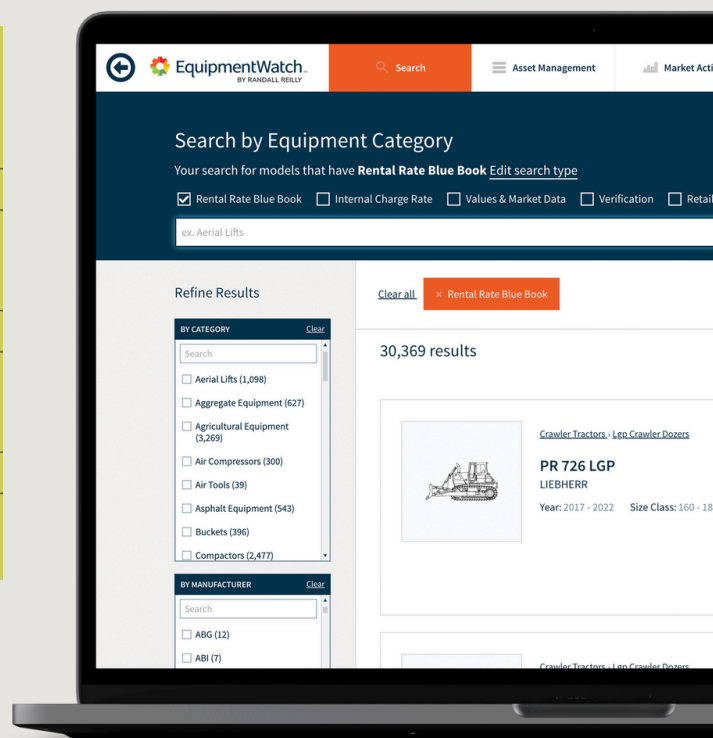 EquipmentWatch
BY RANDALL REILLY
Search
Asset Management
Market Acti
Search by Equipment Category
Your search for models that have Rental Rate Blue Book Edit search type
Rental Rate Blue Book
Internal Charge Rate
Values & Market Data
Verification
Retail
ex. Aerial Lifts
Refine Results
BY CATEGORY
Clear
Search
Aerial Lifts (1,098)
Aggregate Equipment (627)
Agricultural Equipment
(3,269)
Air Compressors (300)
Air Tools (39)
Asphalt Equipment (543)
Buckets (396)
Compactors (2,477)
BY MANUFACTURER
Clear
Search
ABG (12)
ABI (7)
Clear all
× Rental Rate Blue Book
30,369 results
Crawler Tractors › Lgp Crawler Dozers
PR 726 LGP
LIEBHERR
Year: 2017 - 2022 Size Class: 160 - 18
Crawler Tractors › Lgp Crawler Dozers